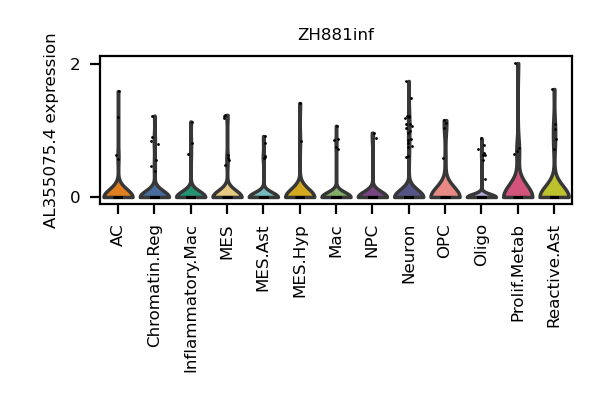 ZH881inf
AL355075.4 expression
2
0
AC
Chromatin.Reg
Inflammatory.Mac
MES
MES.Ast
MES.Hyp
Mac
NPC
Neuron
OPC
Oligo
Prolif.Metab
Reactive.Ast